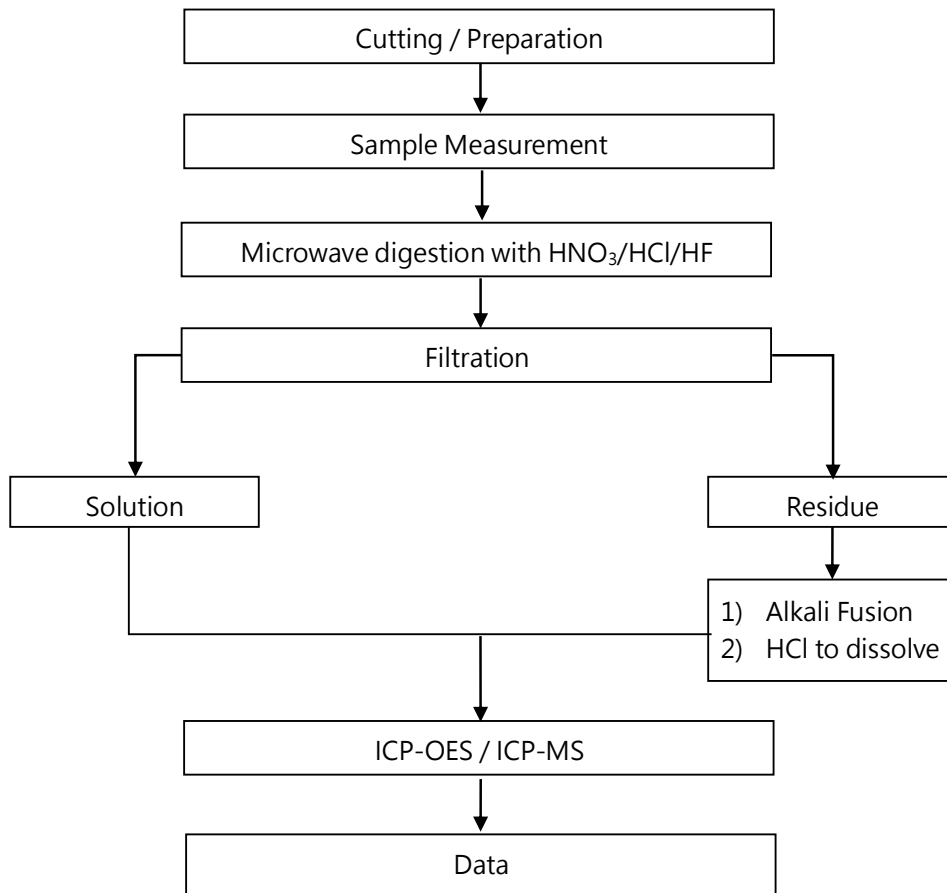 Cutting / Preparation
Sample Measurement
Microwave digestion with HNO₃/HCl/HF
Filtration
Solution
Residue
1) Alkali Fusion
2) HCl to dissolve
ICP-OES / ICP-MS
Data